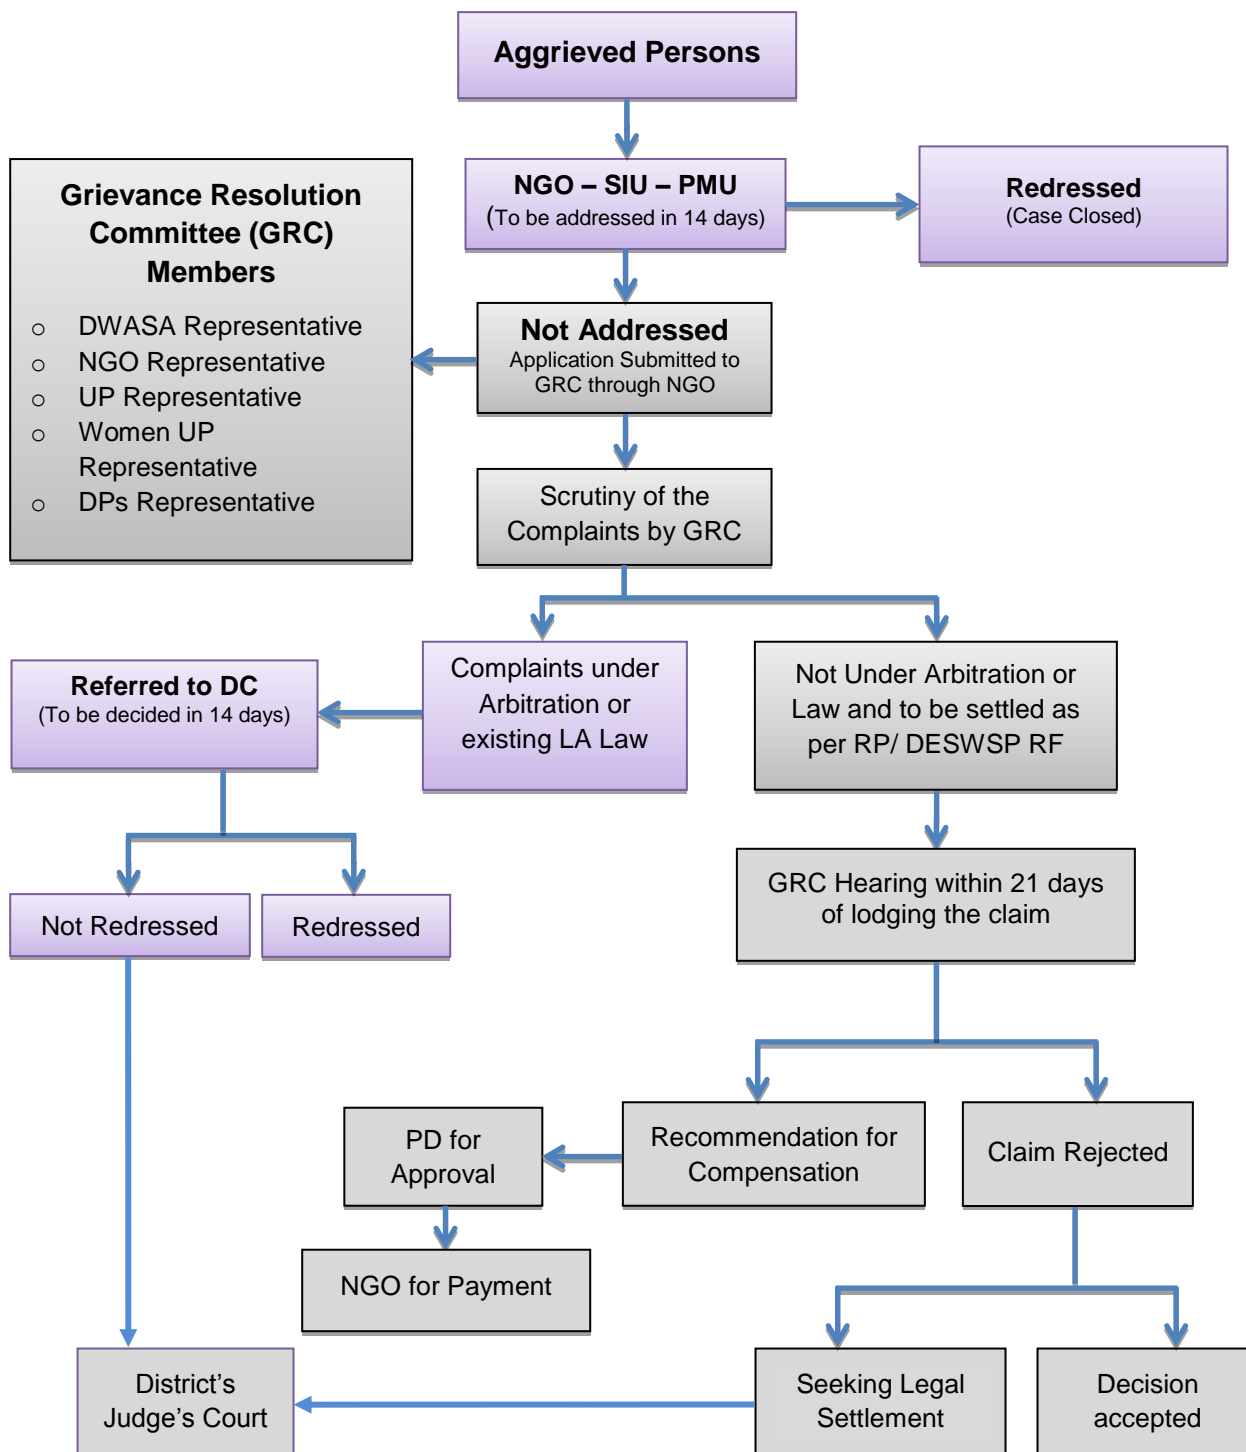 Aggrieved Persons
NGO – SIU – PMU
(To be addressed in 14 days)
Redressed
(Case Closed)
Grievance Resolution
Committee (GRC)
Members
o DWASA Representative
o NGO Representative
o UP Representative
o Women UP
Representative
o DPs Representative
Not Addressed
Application Submitted to
GRC through NGO
Scrutiny of the
Complaints by GRC
Referred to DC
(To be decided in 14 days)
Complaints under
Arbitration or
existing LA Law
Not Under Arbitration or
Law and to be settled as
per RP/ DESWSP RF
GRC Hearing within 21 days
of lodging the claim
Not Redressed
Redressed
PD for
Approval
Recommendation for
Compensation
Claim Rejected
NGO for Payment
District's
Judge's Court
Seeking Legal
Settlement
Decision
accepted